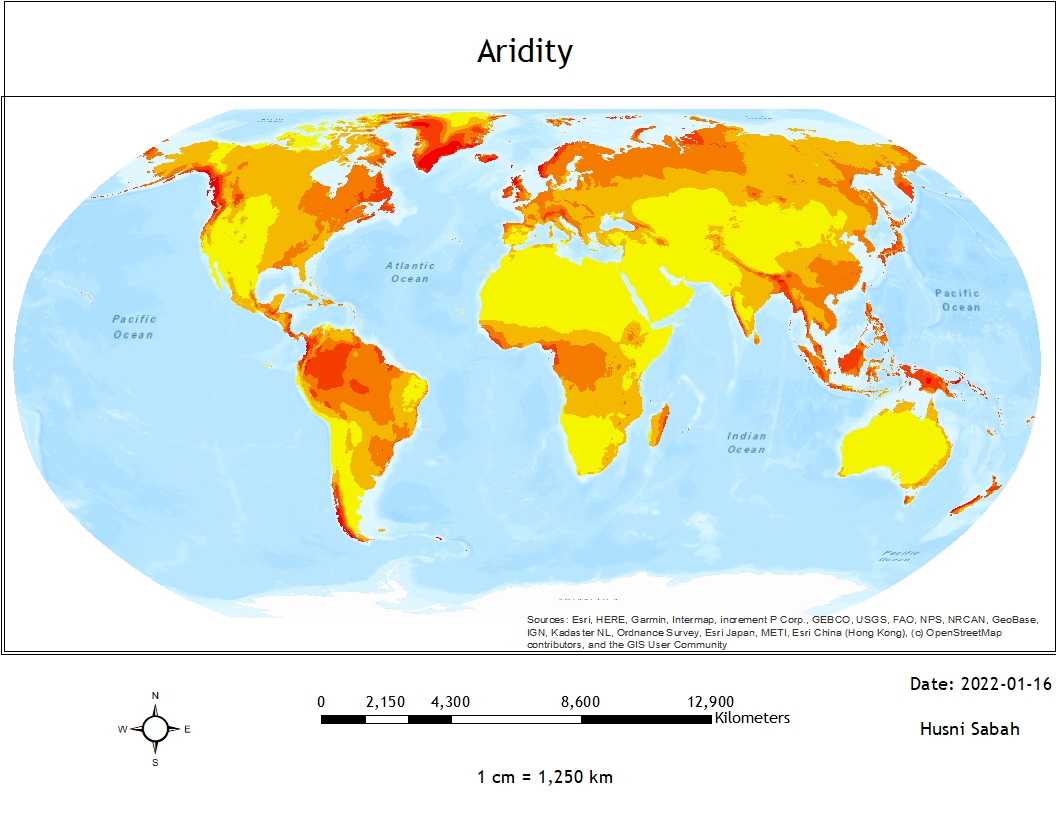 Aridity
Atlantic
Ocean
Pacific
Ocean
Pacific
Ocean
Indian
Ocean
Pacific
Ocean
Sources: Esri, HERE, Garmin, Intermap, increment P Corp., GEBCO, USGS, FAO, NPS, NRCAN, GeoBase,
IGN, Kadaster NL, Ordnance Survey, Esri Japan, METI, Esri China (Hong Kong), (c) OpenStreetMap
contributors, and the GIS User Community
Date: 2022-01-16
N
W E
S
0 2,150 4,300 8,600 12,900
Kilometers
Husni Sabah
1 cm = 1,250 km